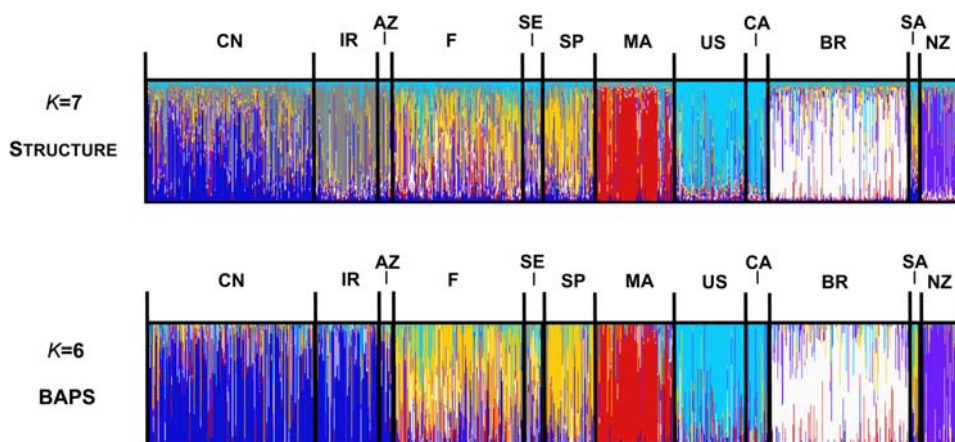 AZ SE CA SA
CN IR F SP MA US BR NZ
K=7
STRUCTURE
AZ SE CA SA
CN IR F SP MA US BR NZ
K=6
BAPS